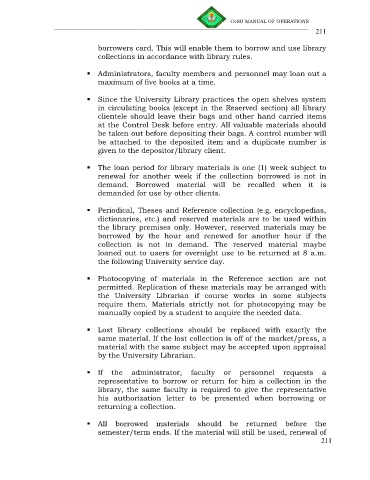 CvSU MANUAL OF OPERATIONS
211
borrowers card. This will enable them to borrow and use library
collections in accordance with library rules.
▪ Administrators, faculty members and personnel may loan out a
maximum of five books at a time.
▪ Since the University Library practices the open shelves system
in circulating books (except in the Reserved section) all library
clientele should leave their bags and other hand carried items
at the Control Desk before entry. All valuable materials should
be taken out before depositing their bags. A control number will
be attached to the deposited item and a duplicate number is
given to the depositor/library client.
▪ The loan period for library materials is one (1) week subject to
renewal for another week if the collection borrowed is not in
demand. Borrowed material will be recalled when it is
demanded for use by other clients.
▪ Periodical, Theses and Reference collection (e.g. encyclopedias,
dictionaries, etc.) and reserved materials are to be used within
the library premises only. However, reserved materials may be
borrowed by the hour and renewed for another hour if the
collection is not in demand. The reserved material maybe
loaned out to users for overnight use to be returned at 8 a.m.
the following University service day.
▪ Photocopying of materials in the Reference section are not
permitted. Replication of these materials may be arranged with
the University Librarian if course works in some subjects
require them. Materials strictly not for photocopying may be
manually copied by a student to acquire the needed data.
▪ Lost library collections should be replaced with exactly the
same material. If the lost collection is off of the market/press, a
material with the same subject may be accepted upon appraisal
by the University Librarian.
▪ If the administrator, faculty or personnel requests a
representative to borrow or return for him a collection in the
library, the same faculty is required to give the representative
his authorization letter to be presented when borrowing or
returning a collection.
▪ All borrowed materials should be returned before the
semester/term ends. If the material will still be used, renewal of
211